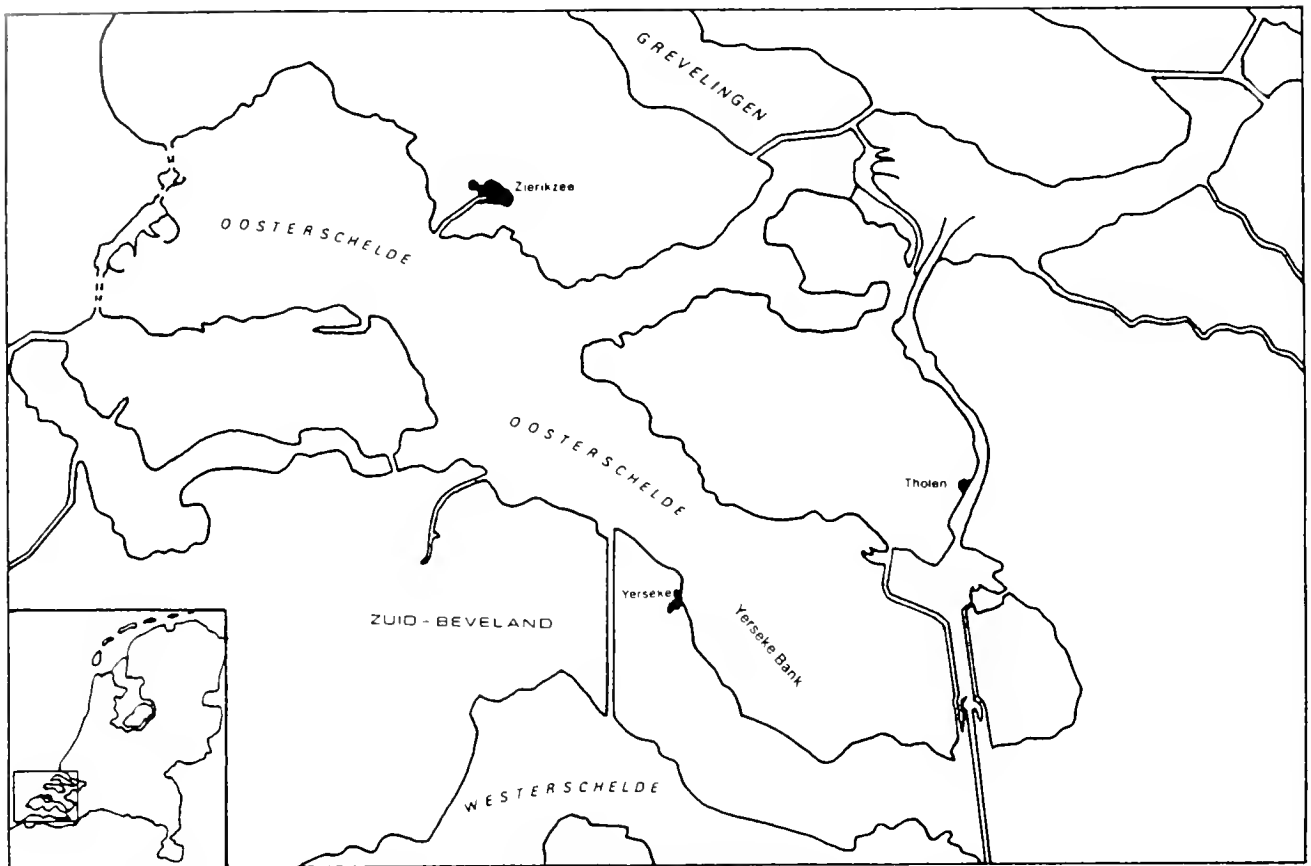 GREVELINGEN
Zierikzee
OOSTERSCHELDE
OOSTERSCHELDE
Tholen
Yerseke
Yerseke Bank
ZUID-BEVELAND
WESTERSCHELDE